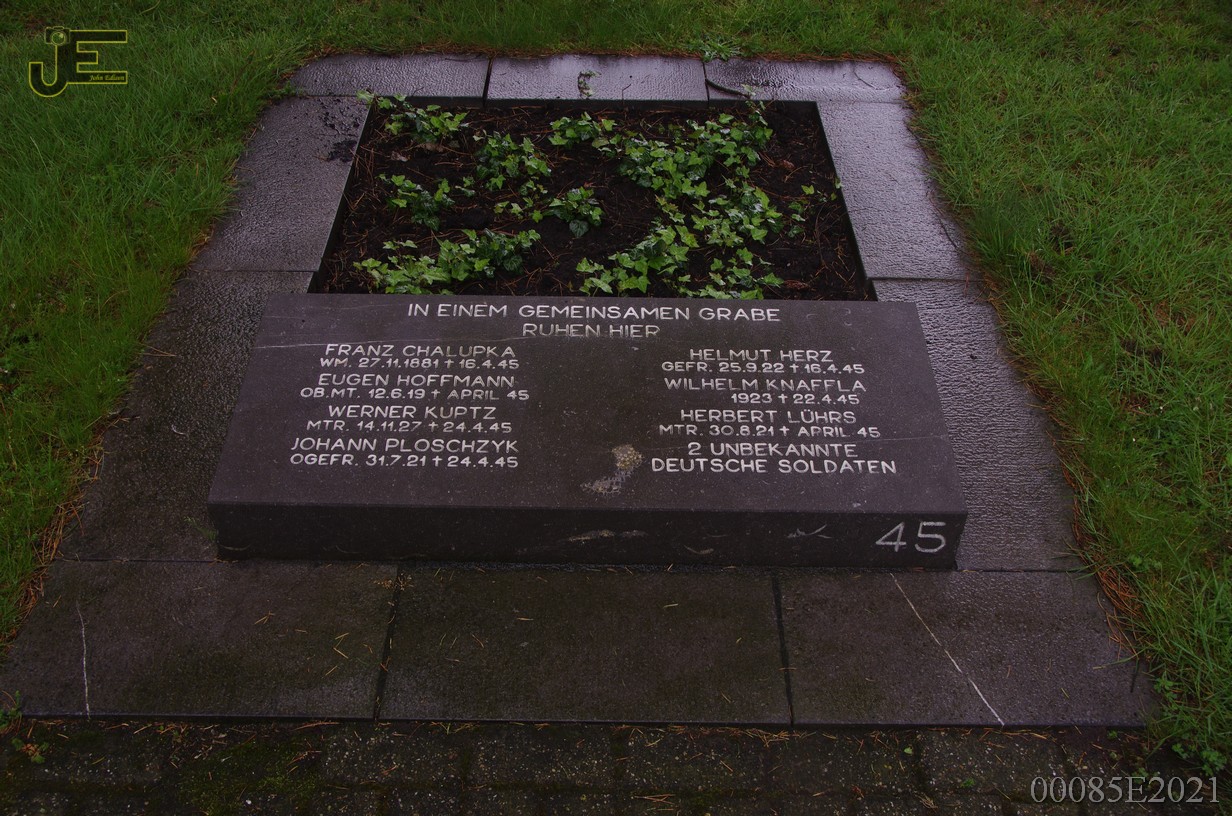 JE
John Edison
IN EINEM GEMEINSAMEN GRABE
RUHEN HIER
FRANZ CHALUPKA
WM. 27.11.1881 † 16.4.45
EUGEN HOFFMANN
OB.MT. 12.6.19 † APRIL 45
WERNER KUPTZ
MTR. 14.11.27 † 24.4.45
JOHANN PLOSCHZYK
OGEFR. 31.7.21 † 24.4.45
HELMUT HERZ
GEFR. 25.9.22 † 16.4.45
WILHELM KNAFFLA
1923 † 22.4.45
HERBERT LÜHRS
MTR. 30.8.21 † APRIL 45
2 UNBEKANNTE
DEUTSCHE SOLDATEN
45
00085E2021